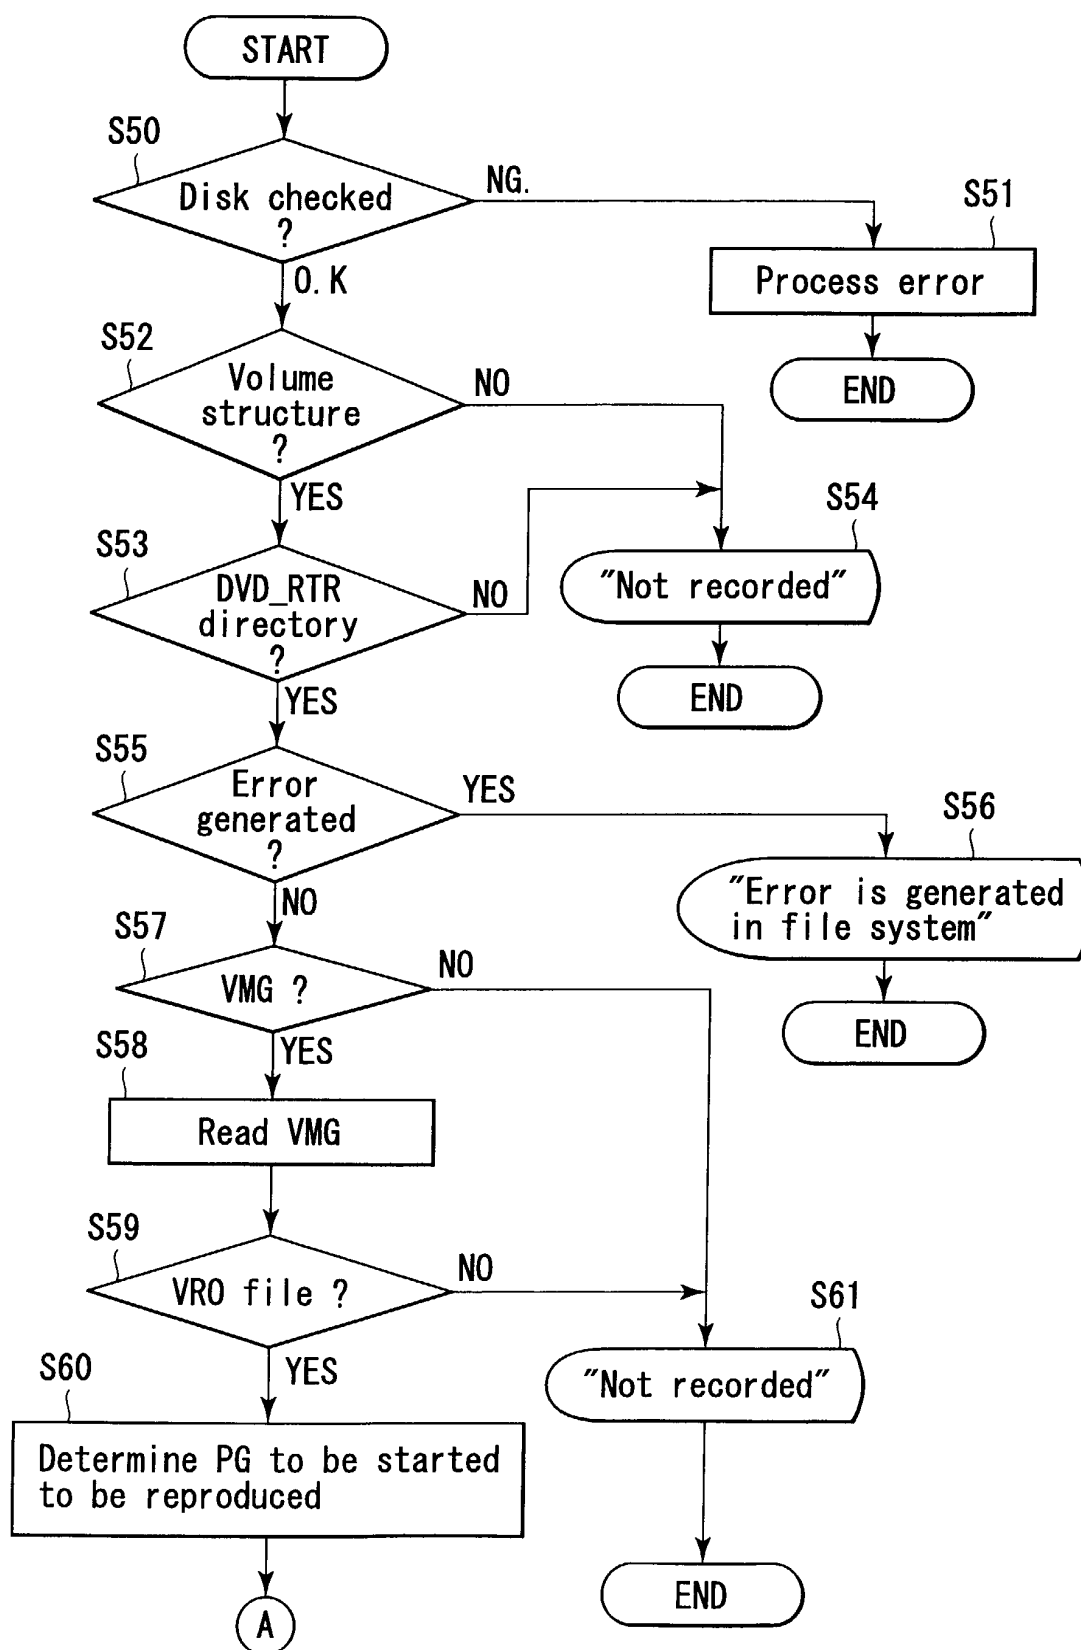 START
S50
Disk checked
?
NG.
S51
Process error
END
O.K
S52
Volume
structure
?
NO
YES
S53
DVD_RTR
directory
?
NO
S54
"Not recorded"
END
YES
S55
Error
generated
?
YES
S56
"Error is generated
in file system"
END
NO
S57
VMG ?
NO
YES
S58
Read VMG
S59
VRO file ?
NO
S61
"Not recorded"
END
YES
S60
Determine PG to be started
to be reproduced
A